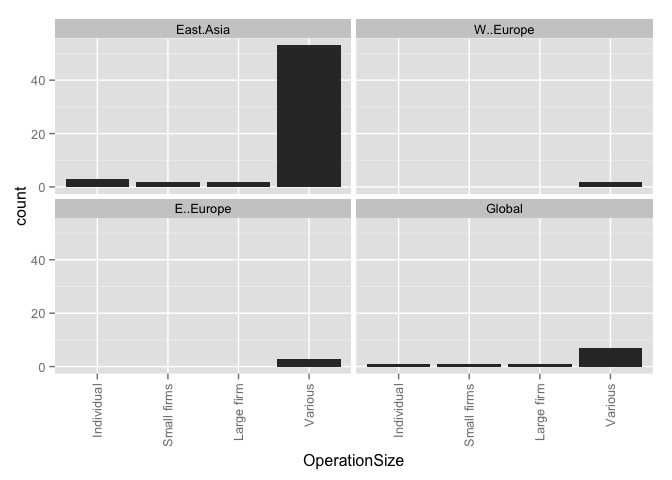 East.Asia
W..Europe
40
20
0
E..Europe
Global
40
20
0
count
Individual
Small firms
Large firm
Various
Individual
Small firms
Large firm
Various
OperationSize